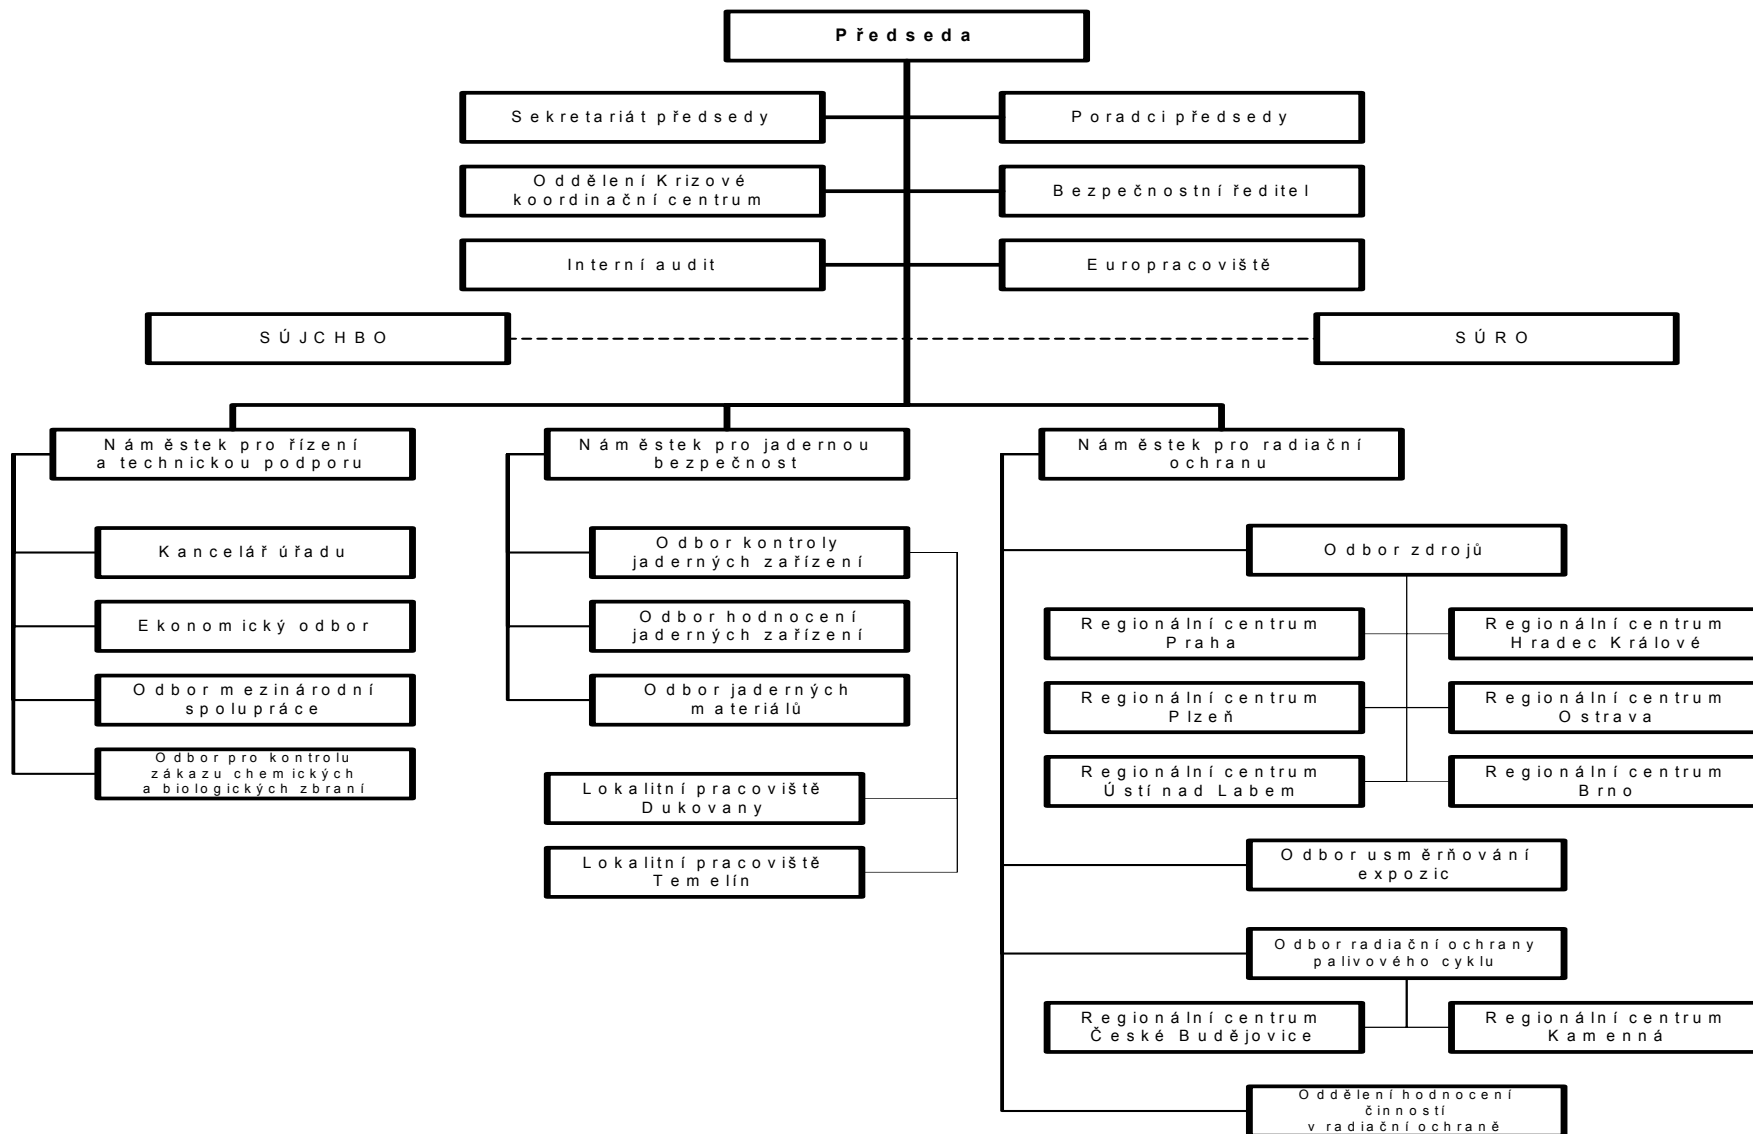 Předseda
Sekretariát předsedy
Poradci předsedy
Oddělení Krizové
koordinační centrum
Bezpečnostní ředitel
Interní audit
Europracoviště
SÚJCHBO
SÚRO
Náměstek pro řízení
a technickou podporu
Náměstek pro jadernou
bezpečnost
Náměstek pro radiační
ochranu
Kancelář úřadu
Ekonomický odbor
Odbor mezinárodní
spolupráce
Odbor pro kontrolu
zákazu chemických
a biologických zbraní
Odbor kontroly
jaderných zařízení
Odbor hodnocení
jaderných zařízení
Odbor jaderných
materiálů
Lokalitní pracoviště
Dukovany
Lokalitní pracoviště
Temelín
Odbor zdrojů
Regionální centrum
Praha
Regionální centrum
Hradec Králové
Regionální centrum
Plzeň
Regionální centrum
Ostrava
Regionální centrum
Ústí nad Labem
Regionální centrum
Brno
Odbor usměrňování
expozic
Odbor radiační ochrany
palivového cyklu
Regionální centrum
České Budějovice
Regionální centrum
Kamenná
Oddělení hodnocení
činností
v radiační ochraně